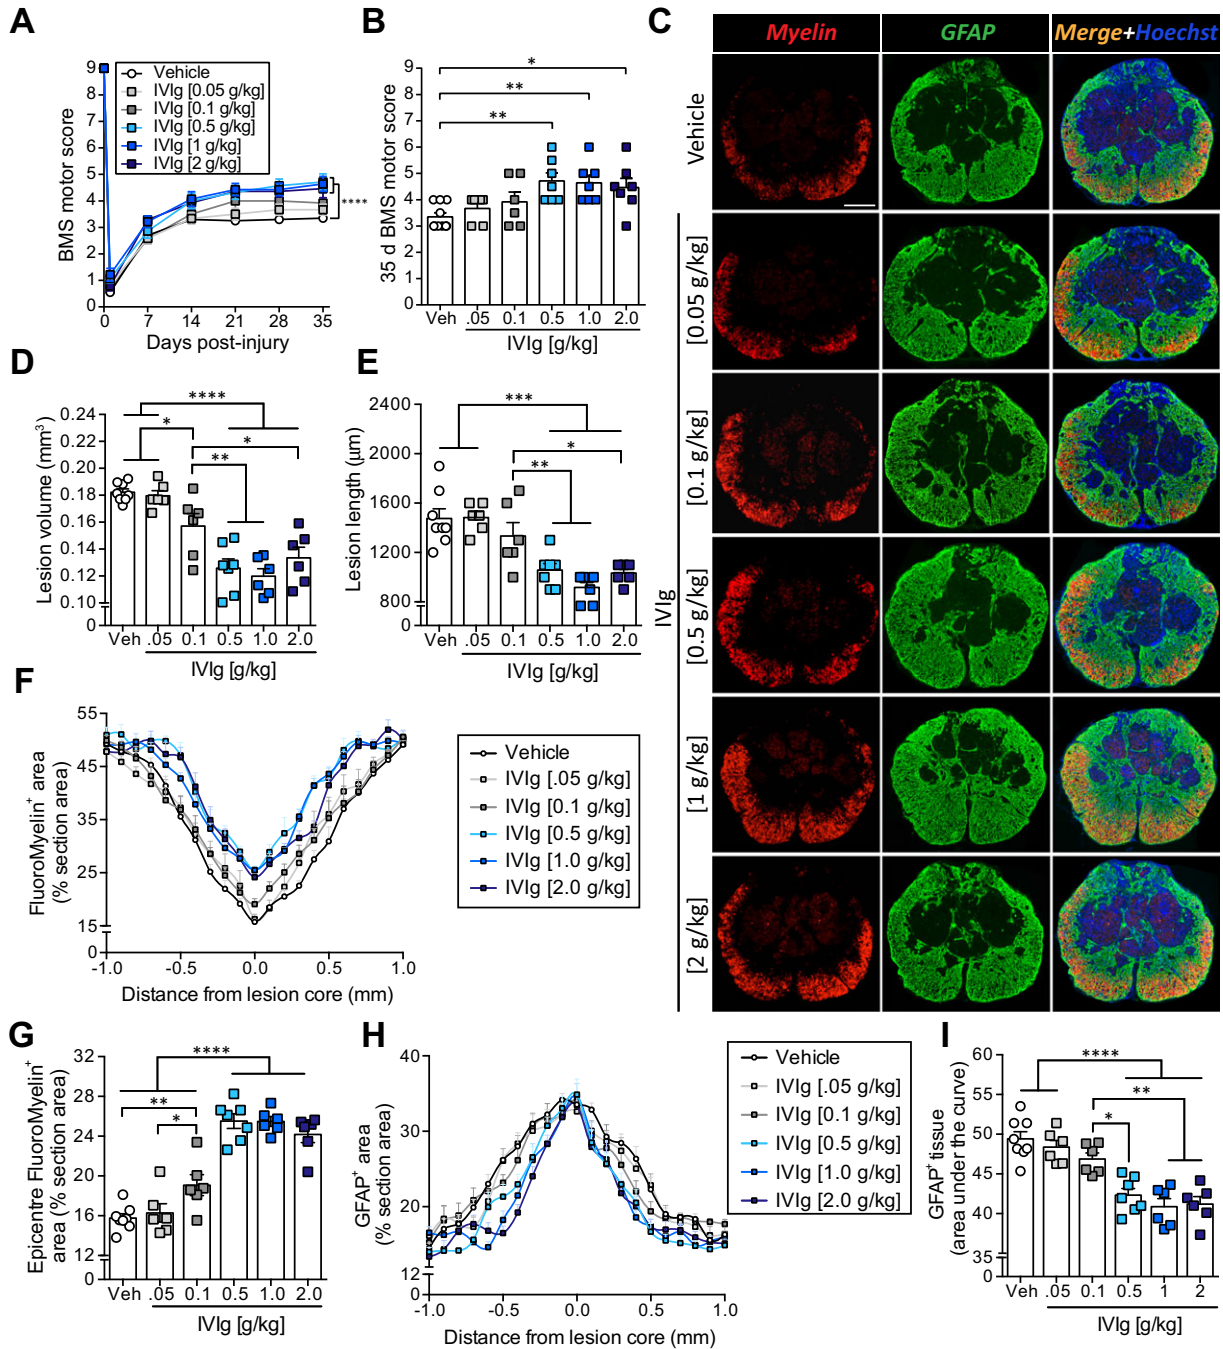 A
BMS motor score
9
8
7
6
5
4
3
2
1
0
Vehicle
IVIg [0.05 g/kg]
IVIg [0.1 g/kg]
IVIg [0.5 g/kg]
IVIg [1 g/kg]
IVIg [2 g/kg]
****
0 7 14 21 28 35
Days post-injury
B
35 d BMS motor score
9
8
7
6
5
4
3
2
1
0
*
**
**
Veh .05 0.1 0.5 1.0 2.0
IVIg [g/kg]
C
Myelin GFAP Merge+Hoechst
Vehicle
IVIg
[0.05 g/kg]
[0.1 g/kg]
[0.5 g/kg]
[1 g/kg]
[2 g/kg]
D
Lesion volume (mm³)
0.24
0.22
0.20
0.18
0.16
0.14
0.12
0.10
0
****
*
*
**
Veh .05 0.1 0.5 1.0 2.0
IVIg [g/kg]
E
Lesion length (µm)
2400
2000
1600
1200
800
0
***
*
**
Veh .05 0.1 0.5 1.0 2.0
IVIg [g/kg]
F
FluoroMyelin⁺ area
(% section area)
55
45
35
25
15
0
-1.0 -0.5 0.0 0.5 1.0
Distance from lesion core (mm)
Vehicle
IVIg [.05 g/kg]
IVIg [0.1 g/kg]
IVIg [0.5 g/kg]
IVIg [1.0 g/kg]
IVIg [2.0 g/kg]
G
Epicentre FluoroMyelin⁺
area (% section area)
32
28
24
20
16
12
0
****
**
*
Veh .05 0.1 0.5 1.0 2.0
IVIg [g/kg]
H
GFAP⁺ area
(% section area)
40
30
20
12
0
-1.0 -0.5 0.0 0.5 1.0
Distance from lesion core (mm)
Vehicle
IVIg [.05 g/kg]
IVIg [0.1 g/kg]
IVIg [0.5 g/kg]
IVIg [1.0 g/kg]
IVIg [2.0 g/kg]
I
GFAP⁺ tissue
(area under the curve)
60
55
50
45
40
35
0
****
**
*
Veh .05 0.1 0.5 1 2
IVIg [g/kg]